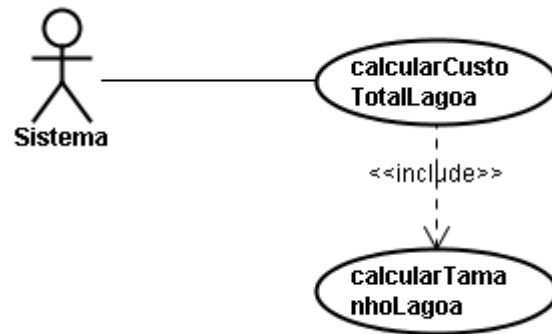 calcularCusto
TotalLagoa
Sistema
<<include>>
calcularTama
nhoLagoa